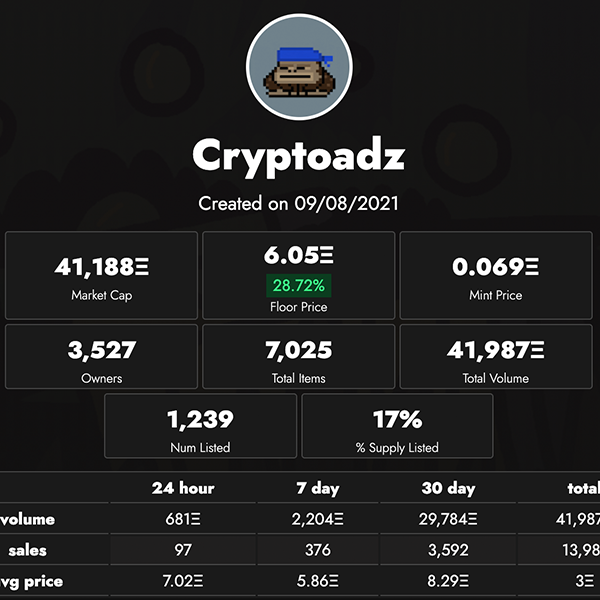 Cryptoadz
Created on 09/08/2021
41,188Ξ 6.05Ξ 0.069Ξ
28.72%
Market Cap Floor Price Mint Price
3,527 7,025 41,987Ξ
Owners Total Items Total Volume
1,239 17%
Num Listed % Supply Listed
24 hour 7 day 30 day total
volume 681Ξ 2,204Ξ 29,784Ξ 41,987
sales 97 376 3,592 13,98
vg price 7.02Ξ 5.86Ξ 8.29Ξ 3Ξ